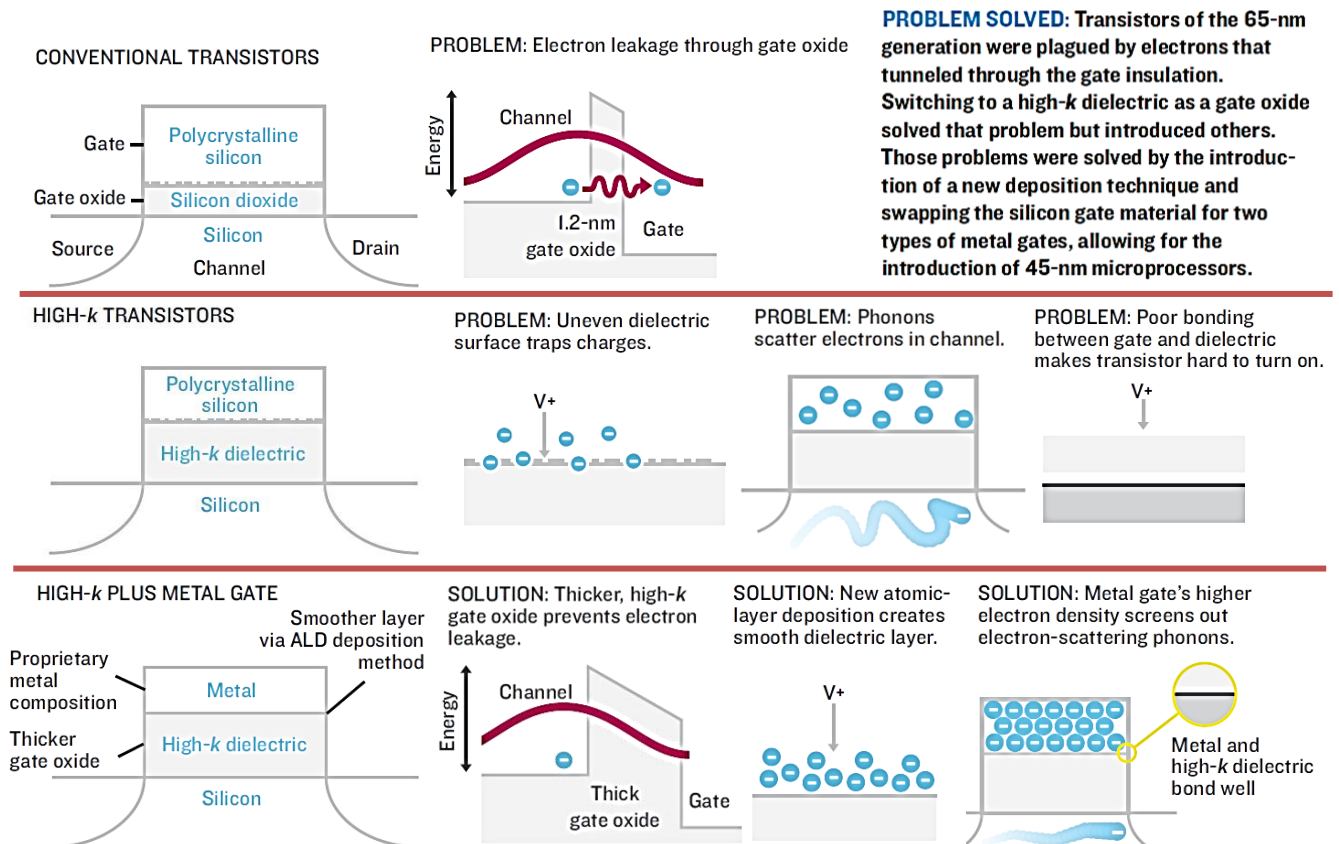 CONVENTIONAL TRANSISTORS
Gate
Polycrystalline
silicon
Gate oxide
Silicon dioxide
Source
Silicon
Channel
Drain
PROBLEM: Electron leakage through gate oxide
Energy
Channel
1.2-nm
gate oxide
Gate
PROBLEM SOLVED: Transistors of the 65-nm
generation were plagued by electrons that
tunneled through the gate insulation.
Switching to a high-k dielectric as a gate oxide
solved that problem but introduced others.
Those problems were solved by the introduc-
tion of a new deposition technique and
swapping the silicon gate material for two
types of metal gates, allowing for the
introduction of 45-nm microprocessors.
HIGH-k TRANSISTORS
Polycrystalline
silicon
High-k dielectric
Silicon
PROBLEM: Uneven dielectric
surface traps charges.
V+
PROBLEM: Phonons
scatter electrons in channel.
PROBLEM: Poor bonding
between gate and dielectric
makes transistor hard to turn on.
V+
HIGH-k PLUS METAL GATE
Smoother layer
via ALD deposition
method
Proprietary
metal
composition
Metal
Thicker
gate oxide
High-k dielectric
Silicon
SOLUTION: Thicker, high-k
gate oxide prevents electron
leakage.
Energy
Channel
Thick
gate oxide
Gate
SOLUTION: New atomic-
layer deposition creates
smooth dielectric layer.
V+
SOLUTION: Metal gate's higher
electron density screens out
electron-scattering phonons.
Metal and
high-k dielectric
bond well